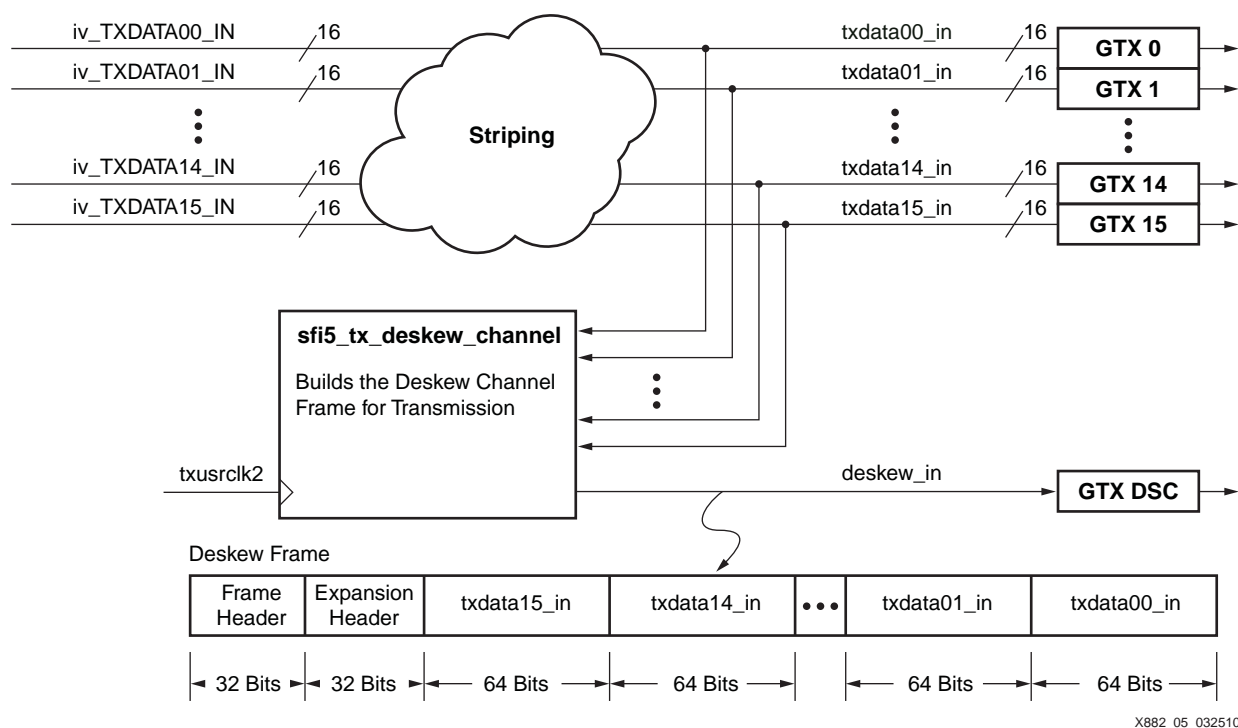 iv_TXDATA00_IN 16 txdata00_in 16 GTX 0
iv_TXDATA01_IN 16 txdata01_in 16 GTX 1
Striping
iv_TXDATA14_IN 16 txdata14_in 16 GTX 14
iv_TXDATA15_IN 16 txdata15_in 16 GTX 15
sfi5_tx_deskew_channel
Builds the Deskew Channel
Frame for Transmission
txusrclk2 deskew_in GTX DSC
Deskew Frame
Frame Header
Expansion Header
txdata15_in txdata14_in txdata01_in txdata00_in
32 Bits 32 Bits 64 Bits 64 Bits 64 Bits 64 Bits
X882_05_032510